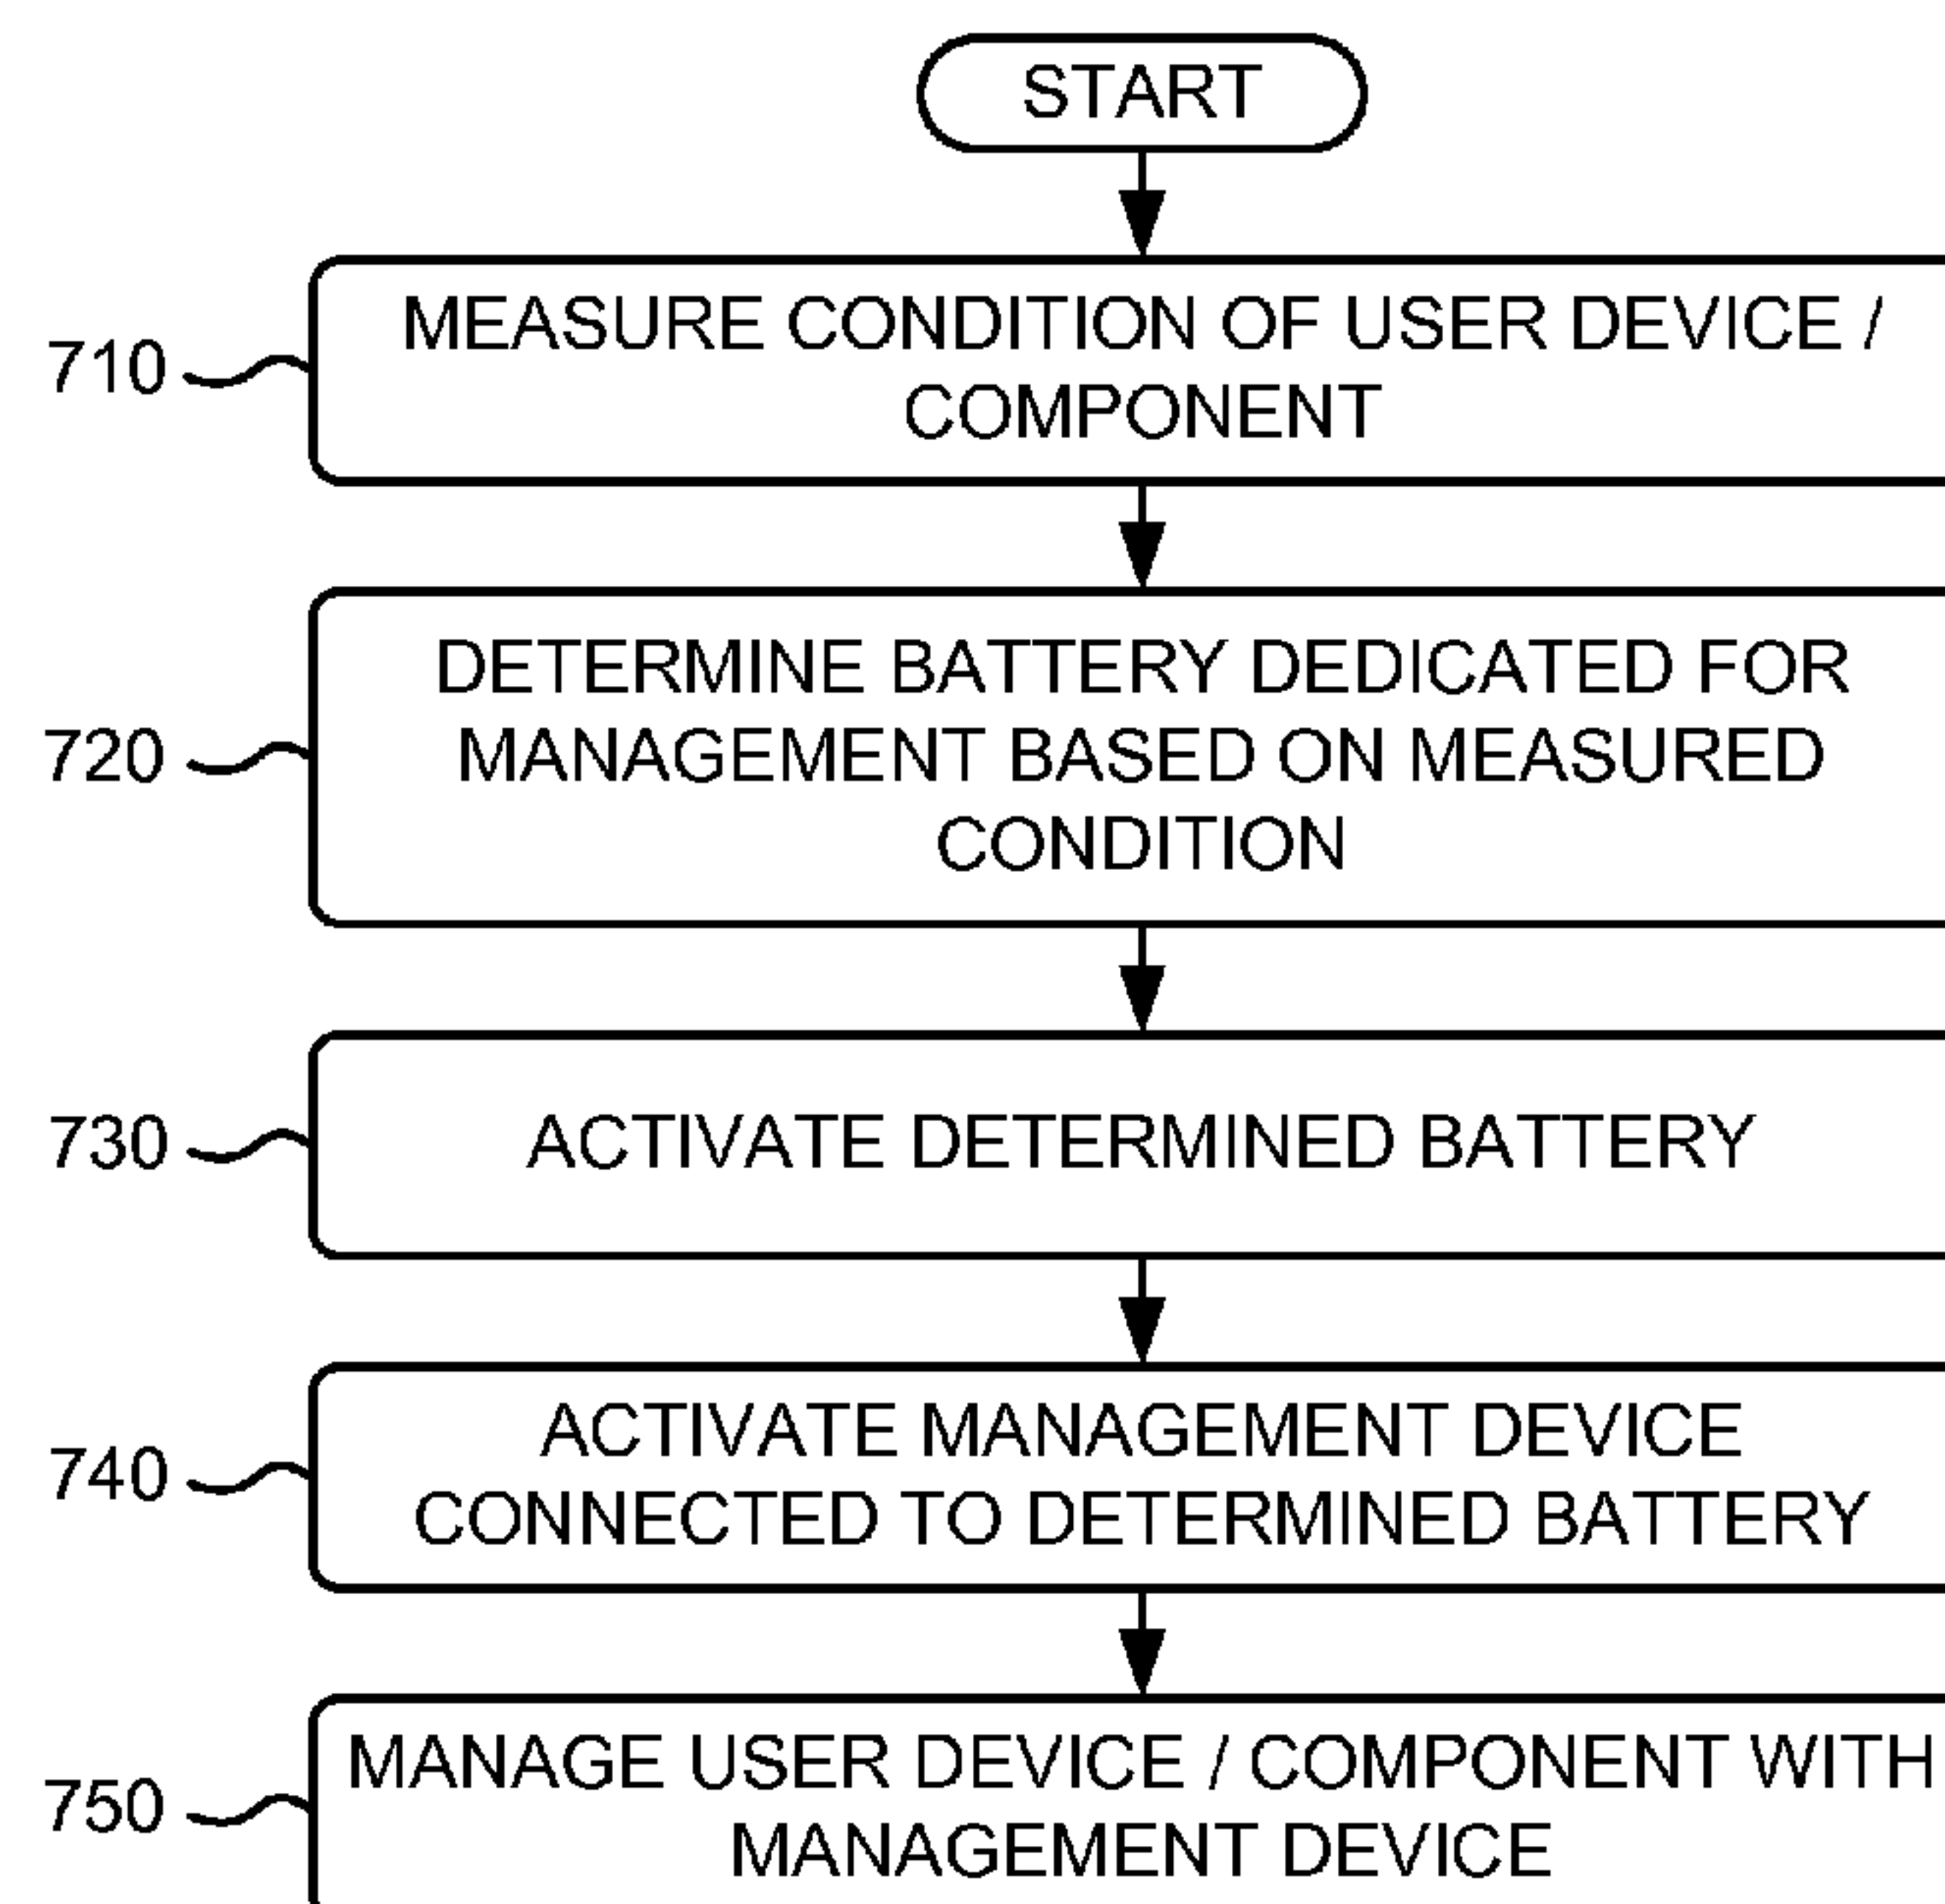 START
710
MEASURE CONDITION OF USER DEVICE /
COMPONENT
720
DETERMINE BATTERY DEDICATED FOR
MANAGEMENT BASED ON MEASURED
CONDITION
730
ACTIVATE DETERMINED BATTERY
740
ACTIVATE MANAGEMENT DEVICE
CONNECTED TO DETERMINED BATTERY
750
MANAGE USER DEVICE / COMPONENT WITH
MANAGEMENT DEVICE